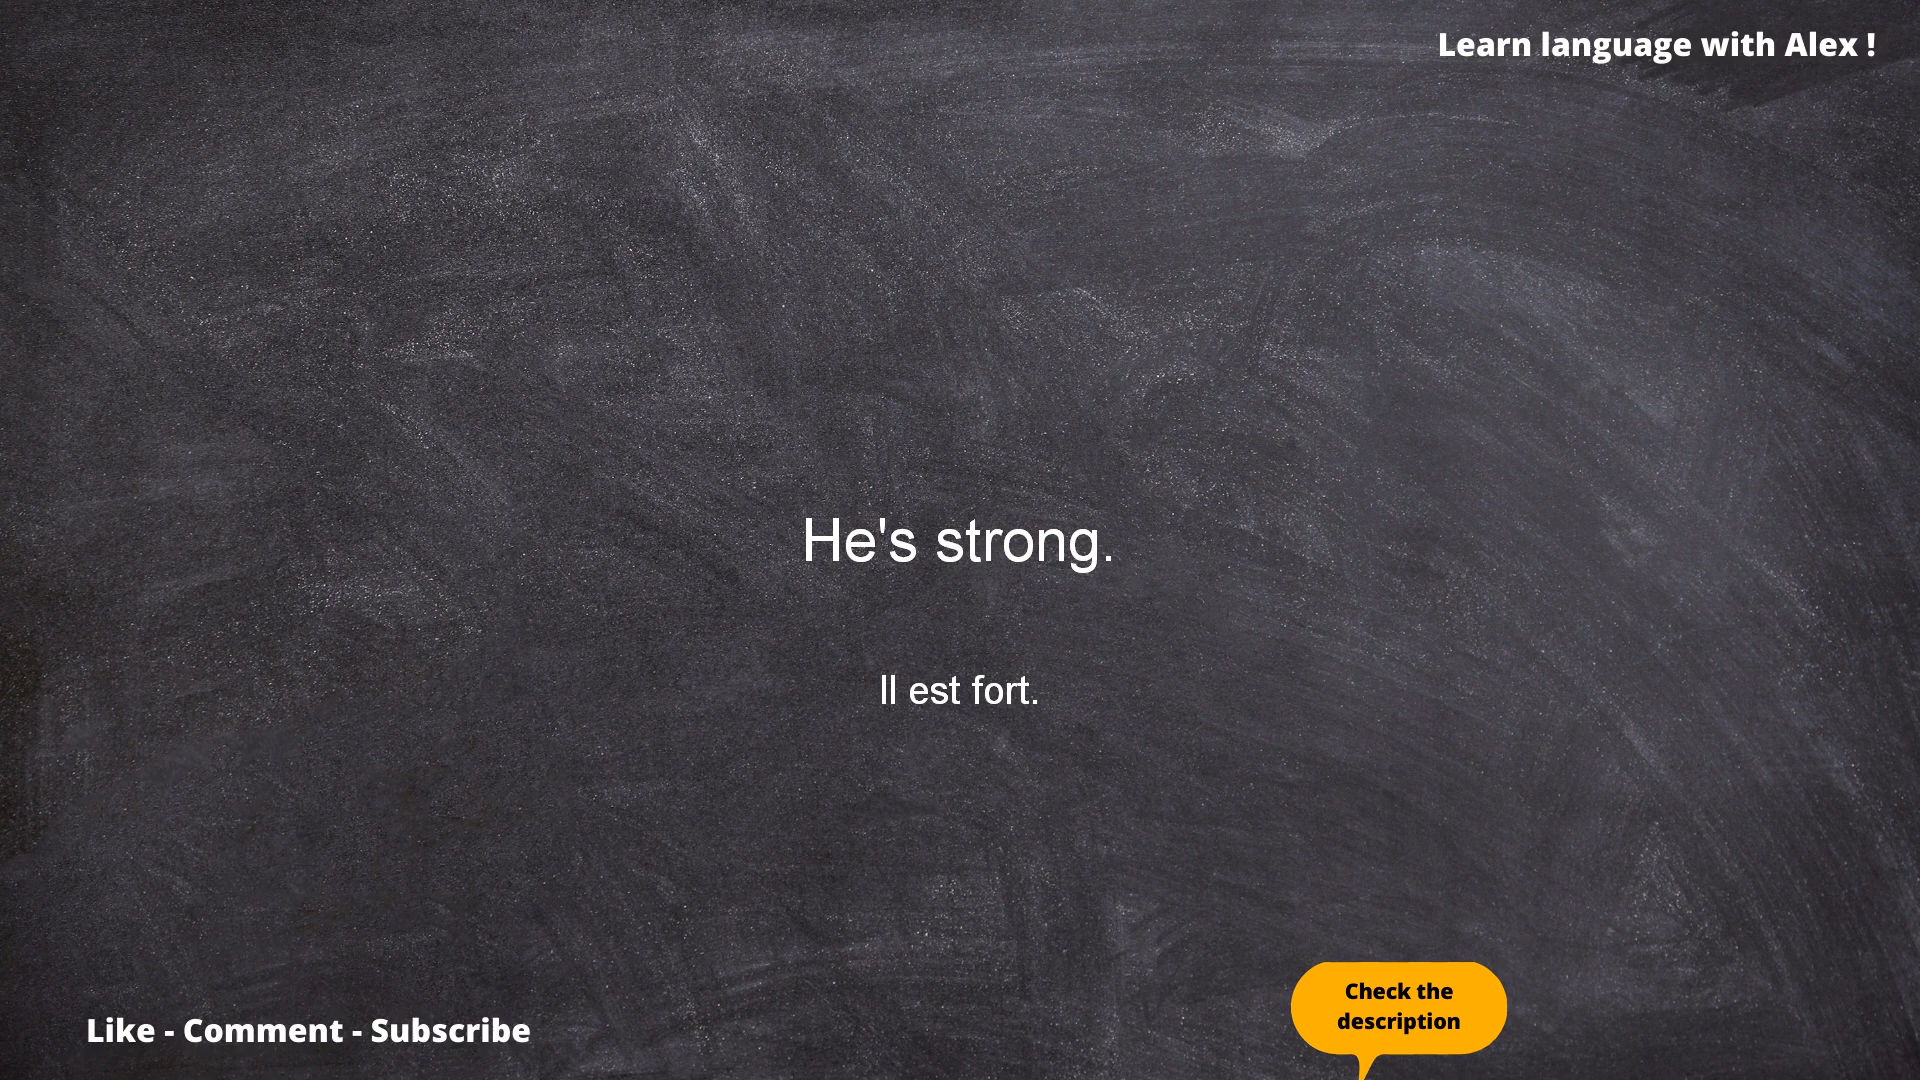 Learn language with Alex !
He's strong.
Il est fort.
Like - Comment - Subscribe
Check the
description